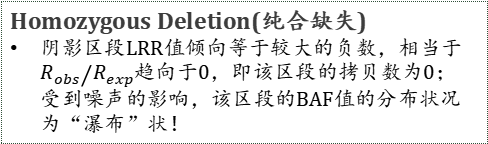 Homozygous Deletion(纯合缺失)
• 阴影区段LRR值倾向等于较大的负数，相当于
R_obs/R_exp趋向于0，即该区段的拷贝数为0；
受到噪声的影响，该区段的BAF值的分布状况
为“瀑布”状！